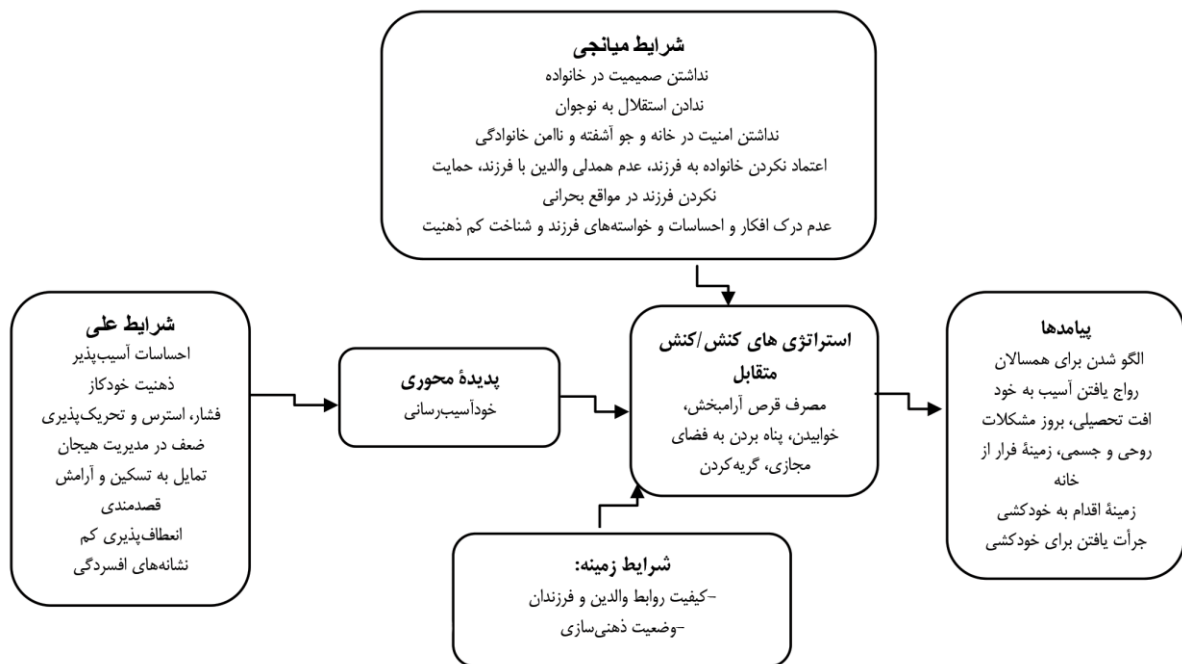 شرایط میانجی
نداشتن صمیمیت در خانواده
ندادن استقلال به نوجوان
نداشتن امنیت در خانه و جو آشفته و ناامن خانوادگی
اعتماد نکردن خانواده به فرزند، عدم همدلی والدین با فرزند، حمایت
نکردن فرزند در مواقع بحرانی
عدم درک افکار و احساسات و خواسته‌های فرزند و شناخت کم ذهنیت
شرایط علی
احساسات آسیب‌پذیر
ذهنیت خودکاز
فشار، استرس و تحریک‌پذیری
ضعف در مدیریت هیجان
تمایل به تسکین و آرامش
قصدمندی
انعطاف‌پذیری کم
نشانه‌های افسردگی
پدیدۀ محوری
خودآسیب‌رسانی
استراتژی های کنش/کنش
متقابل
مصرف قرص آرامبخش،
خوابیدن، پناه بردن به فضای
مجازی، گریه‌کردن
پیامدها
الگو شدن برای همسالان
رواج یافتن آسیب به خود
افت تحصیلی، بروز مشکلات
روحی و جسمی، زمینۀ فرار از
خانه
زمینۀ اقدام به خودکشی
جرأت یافتن برای خودکشی
شرایط زمینه:
-کیفیت روابط والدین و فرزندان
-وضعیت ذهنی‌سازی